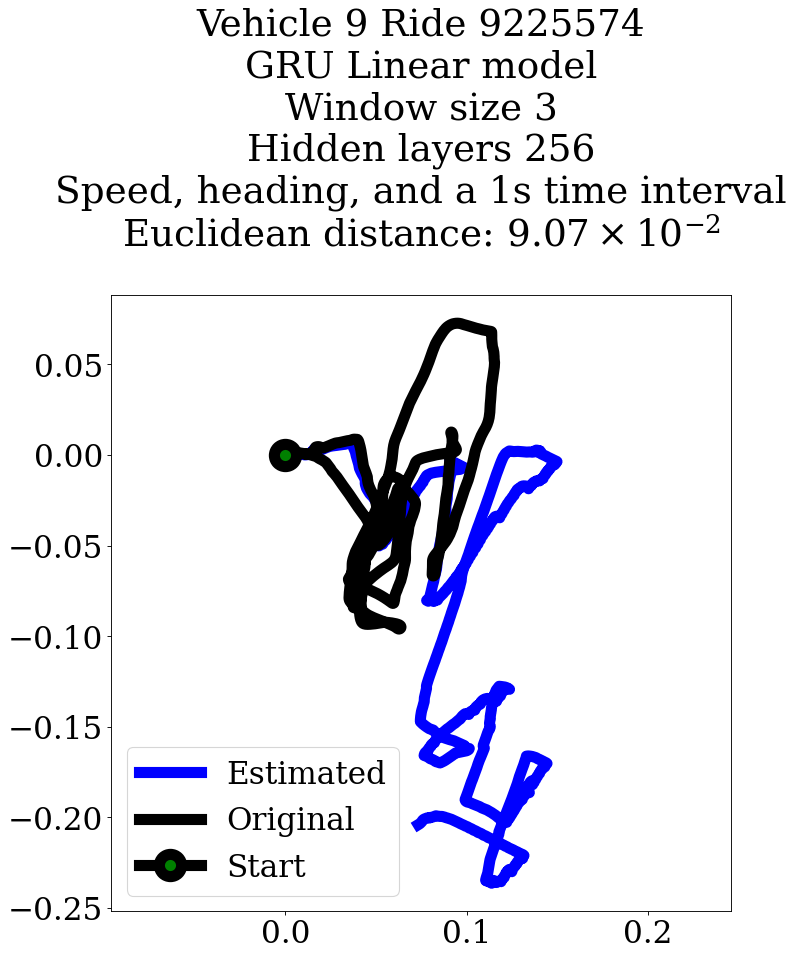 Vehicle 9 Ride 9225574
GRU Linear model
Window size 3
Hidden layers 256
Speed, heading, and a 1s time interval
Euclidean distance: 9.07 × 10⁻²
0.05
0.00
−0.05
−0.10
−0.15
−0.20
−0.25
Estimated
Original
Start
0.0 0.1 0.2